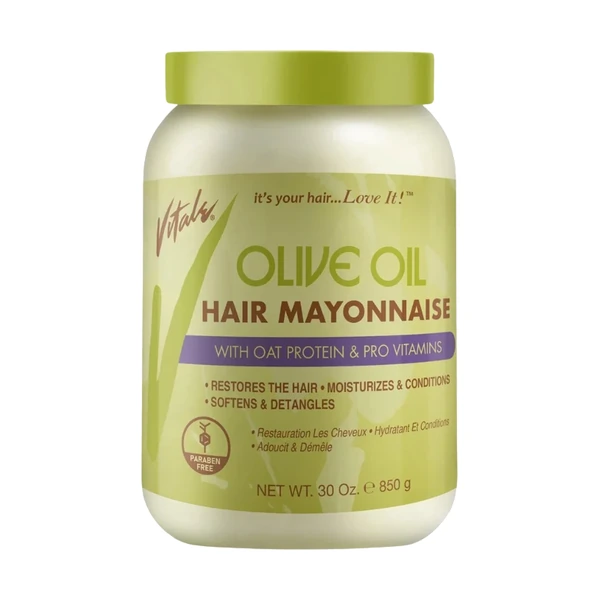 Vitale®
it's your hair...Love It!™
OLIVE OIL
HAIR MAYONNAISE
WITH OAT PROTEIN & PRO VITAMINS
• RESTORES THE HAIR • MOISTURIZES & CONDITIONS
• SOFTENS & DETANGLES
• Restauration Les Cheveux • Hydratant Et Conditions
• Adoucit & Démêle
PARABEN
FREE
NET WT. 30 Oz. ℮ 850 g